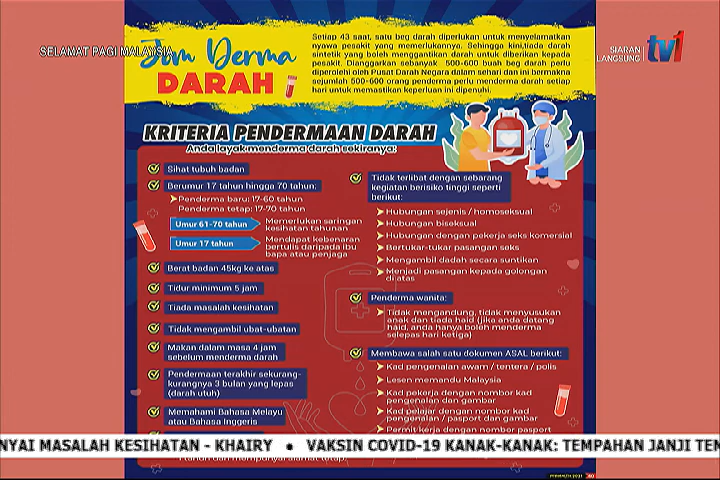 SELAMAT PAGI MALAYSIA
SIARAN
LANGSUNG
tv1
Jom Derma
DARAH
Setiap 43 saat, satu beg darah diperlukan untuk menyelamatkan
nyawa pesakit yang memerlukannya. Sehingga kini,tiada darah
sintetik yang boleh menggantikan darah untuk diberikan kepada
pesakit. Dianggarkan sebanyak 500-600 buah beg darah perlu
diperolehi oleh Pusat Darah Negara dalam sehari dan ini bermakna
sejumlah 500-600 orang penderma perlu menderma darah setiap
hari untuk memastikan keperluan ini dipenuhi.
KRITERIA PENDERMAAN DARAH
Anda layak menderma darah sekiranya:
Sihat tubuh badan
Berumur 17 tahun hingga 70 tahun:
Penderma baru: 17-60 tahun
Penderma tetap: 17-70 tahun
Umur 61-70 tahun
Memerlukan saringan
kesihatan tahunan
Umur 17 tahun
Mendapat kebenaran
bertulis daripada ibu
bapa atau penjaga
Berat badan 45kg ke atas
Tidur minimum 5 jam
Tiada masalah kesihatan
Tidak mengambil ubat-ubatan
Makan dalam masa 4 jam
sebelum menderma darah
Pendermaan terakhir sekurang-
kurangnya 3 bulan yang lepas
(darah utuh)
Memahami Bahasa Melayu
atau Bahasa Inggeris
Tidak terlibat dengan sebarang
kegiatan berisiko tinggi seperti
berikut:
Hubungan sejenis / homoseksual
Hubungan biseksual
Hubungan dengan pekerja seks komersial
Bertukar-tukar pasangan seks
Mengambil dadah secara suntikan
Menjadi pasangan kepada golongan
di atas
Penderma wanita:
Tidak mengandung, tidak menyusukan
anak dan tiada haid (jika anda datang
haid, anda hanya boleh menderma
selepas hari ketiga)
Membawa salah satu dokumen ASAL berikut:
Kad pengenalan awam / tentera / polis
Lesen memandu Malaysia
Kad pekerja dengan nombor kad
pengenalan dan gambar
Kad pelajar dengan nombor kad
pengenalan / pasport dan gambar
Permit kerja dengan nombor pasport
NYAI MASALAH KESIHATAN - KHAIRY • VAKSIN COVID-19 KANAK-KANAK: TEMPAHAN JANJI TEM